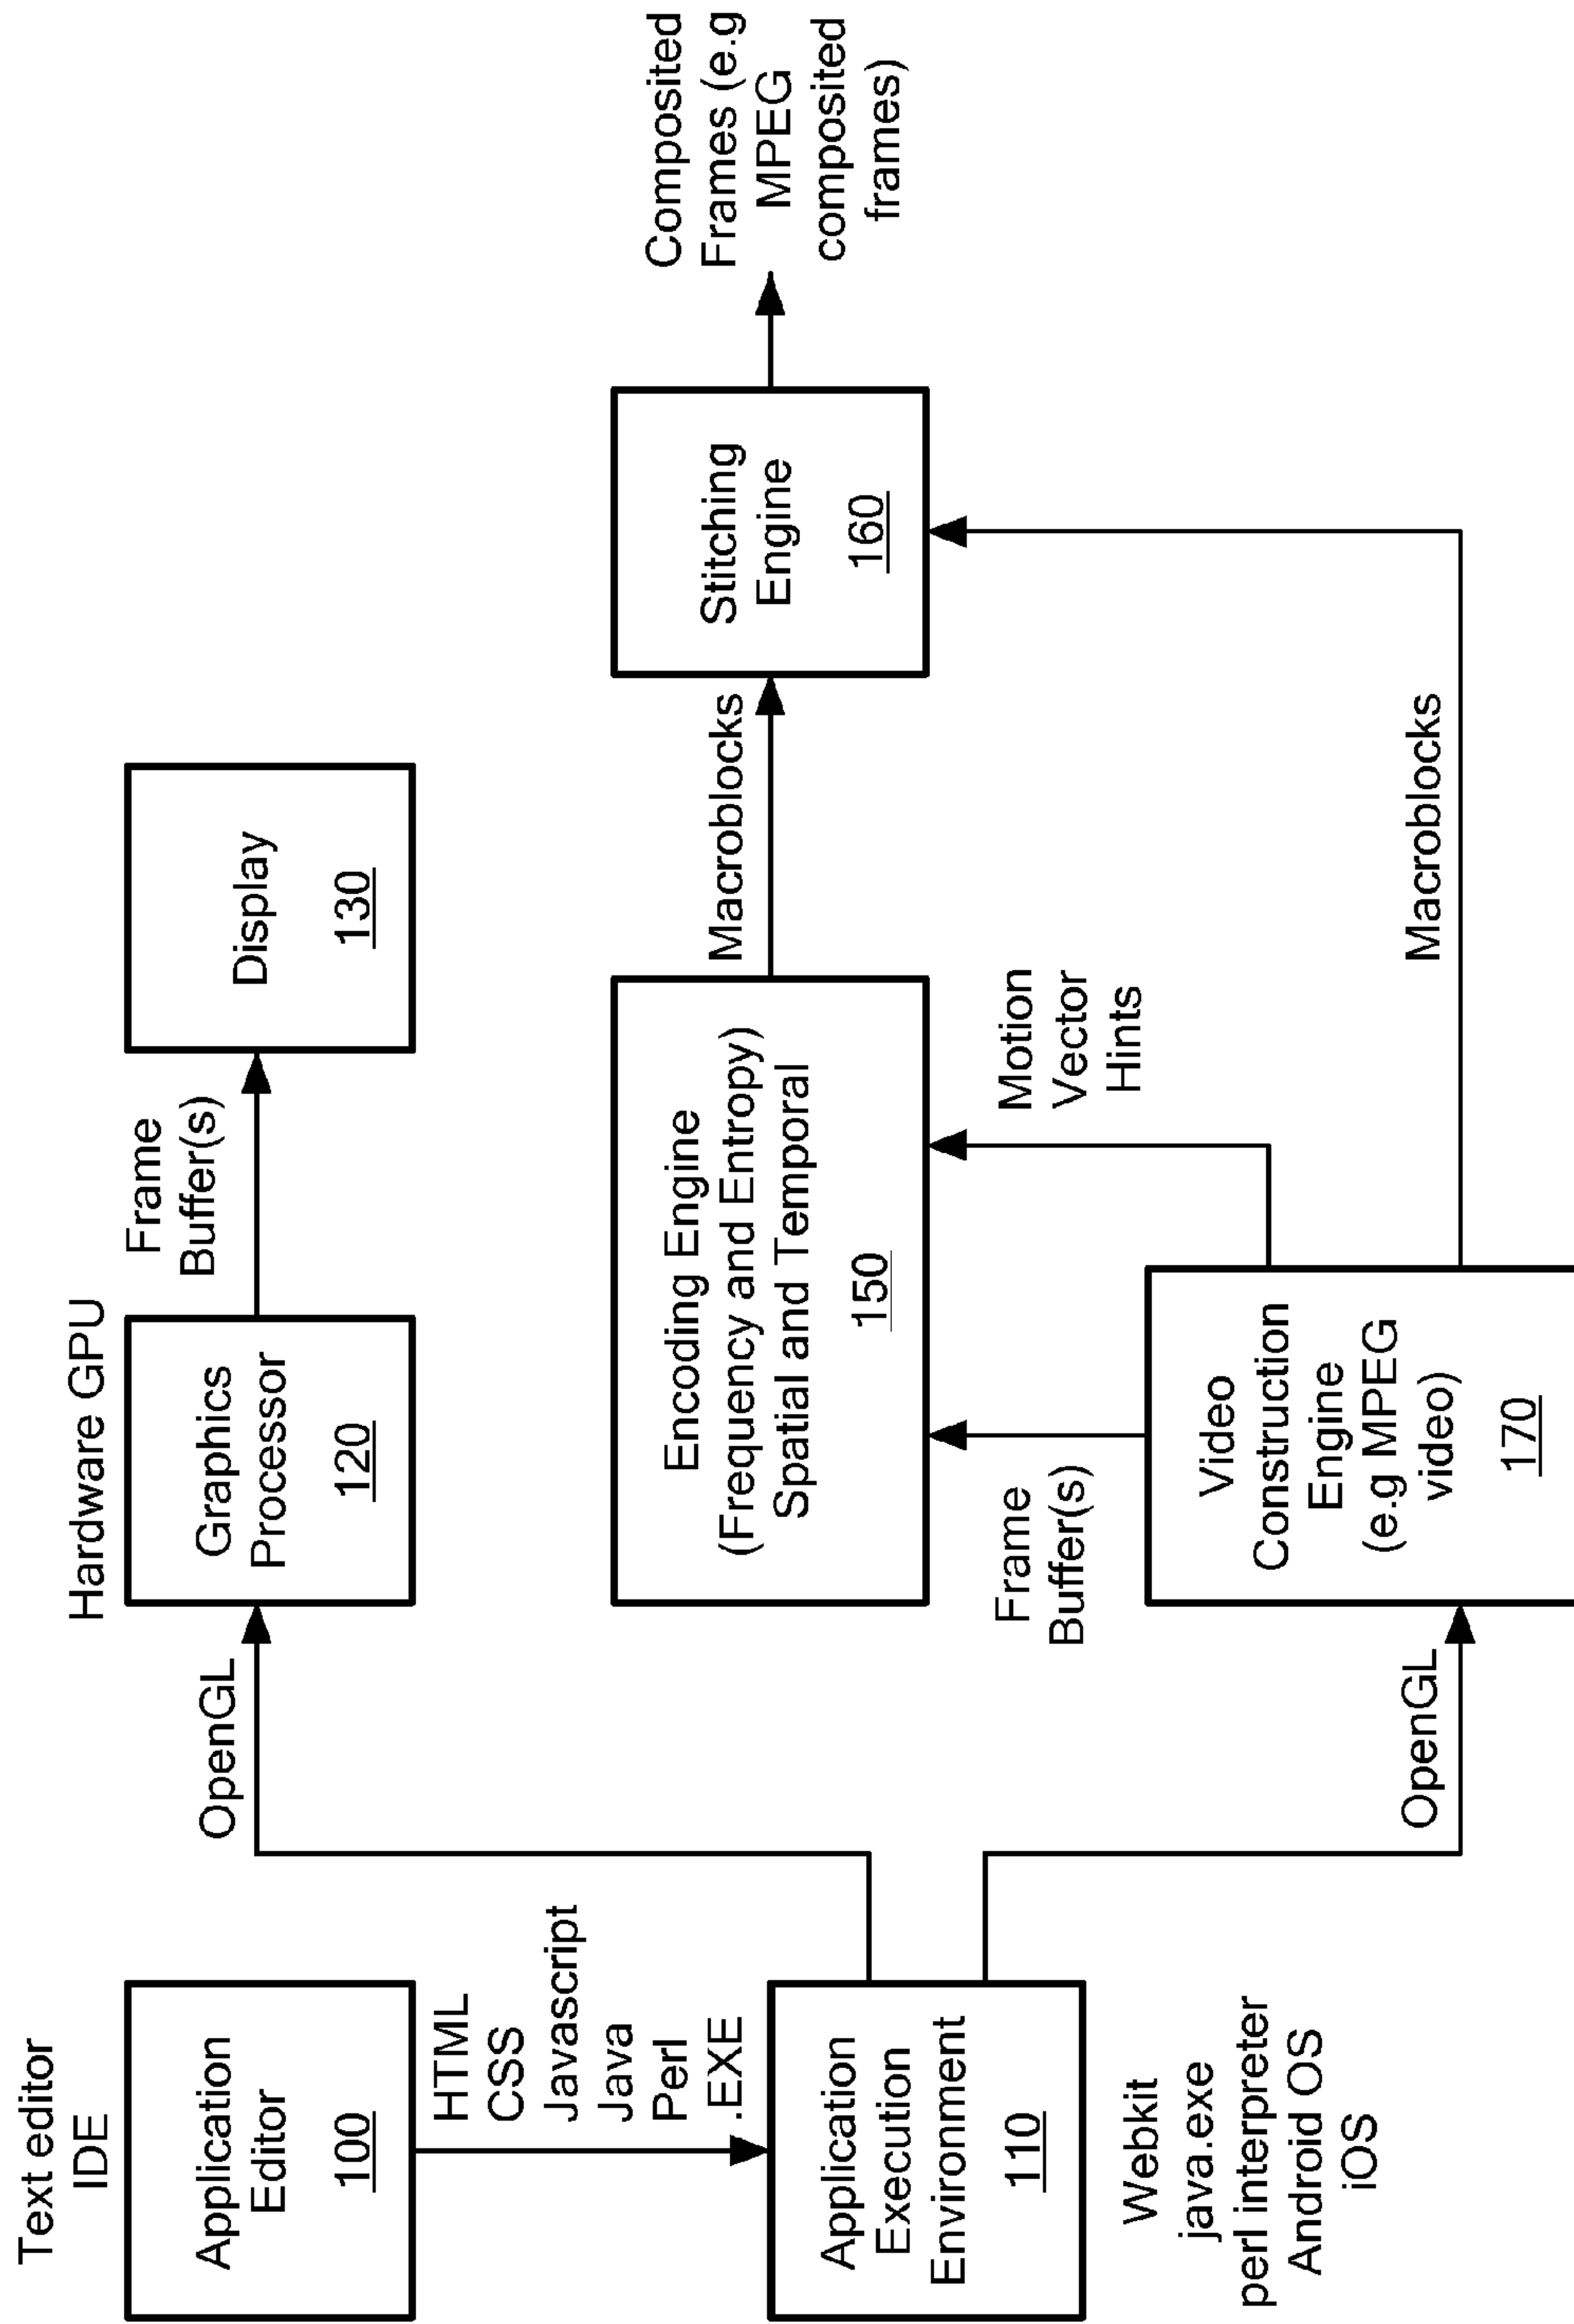 Text editor
IDE
Application
Editor
100
HTML
CSS
Javascript
Java
Perl
.EXE
Application
Execution
Environment
110
Webkit
java.exe
perl interpreter
Android OS
iOS
OpenGL
Hardware GPU
Graphics
Processor
120
Frame
Buffer(s)
Display
130
OpenGL
Video
Construction
Engine
(e.g MPEG
video)
170
Frame
Buffer(s)
Motion
Vector
Hints
Encoding Engine
(Frequency and Entropy)
Spatial and Temporal
150
Macroblocks
Macroblocks
Stitching
Engine
160
Composited
Frames (e.g
MPEG
composited
frames)